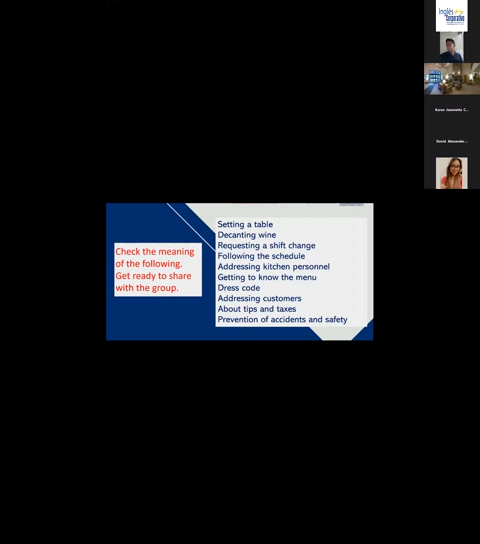 Inglés
Corporativo
Karen Jeannette C...
David Alexander...
Check the meaning
of the following.
Get ready to share
with the group.
Setting a table
Decanting wine
Requesting a shift change
Following the schedule
Addressing kitchen personnel
Getting to know the menu
Dress code
Addressing customers
About tips and taxes
Prevention of accidents and safety